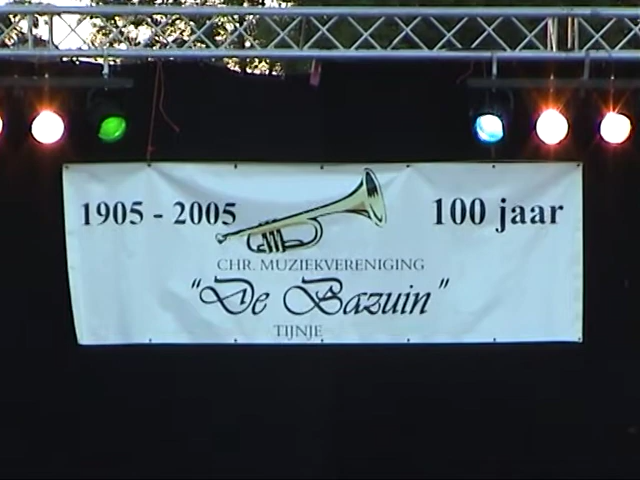 1905 - 2005 100 jaar
CHR. MUZIEKVERENIGING
"De Bazuin"
TIJNJE